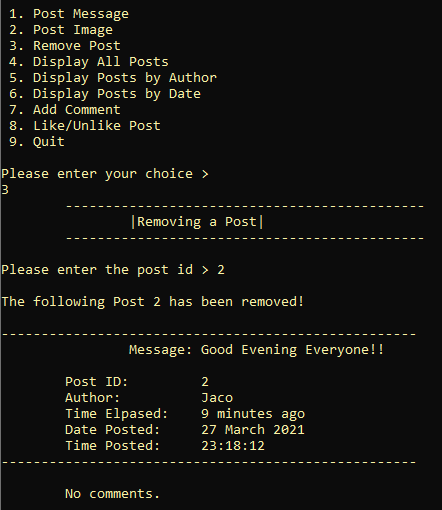 1. Post Message
2. Post Image
3. Remove Post
4. Display All Posts
5. Display Posts by Author
6. Display Posts by Date
7. Add Comment
8. Like/Unlike Post
9. Quit
Please enter your choice >
3
---------------------------------------------
|Removing a Post|
---------------------------------------------
Please enter the post id > 2
The following Post 2 has been removed!
----------------------------------------------------
Message: Good Evening Everyone!!
Post ID: 2
Author: Jaco
Time Elpased: 9 minutes ago
Date Posted: 27 March 2021
Time Posted: 23:18:12
----------------------------------------------------
No comments.